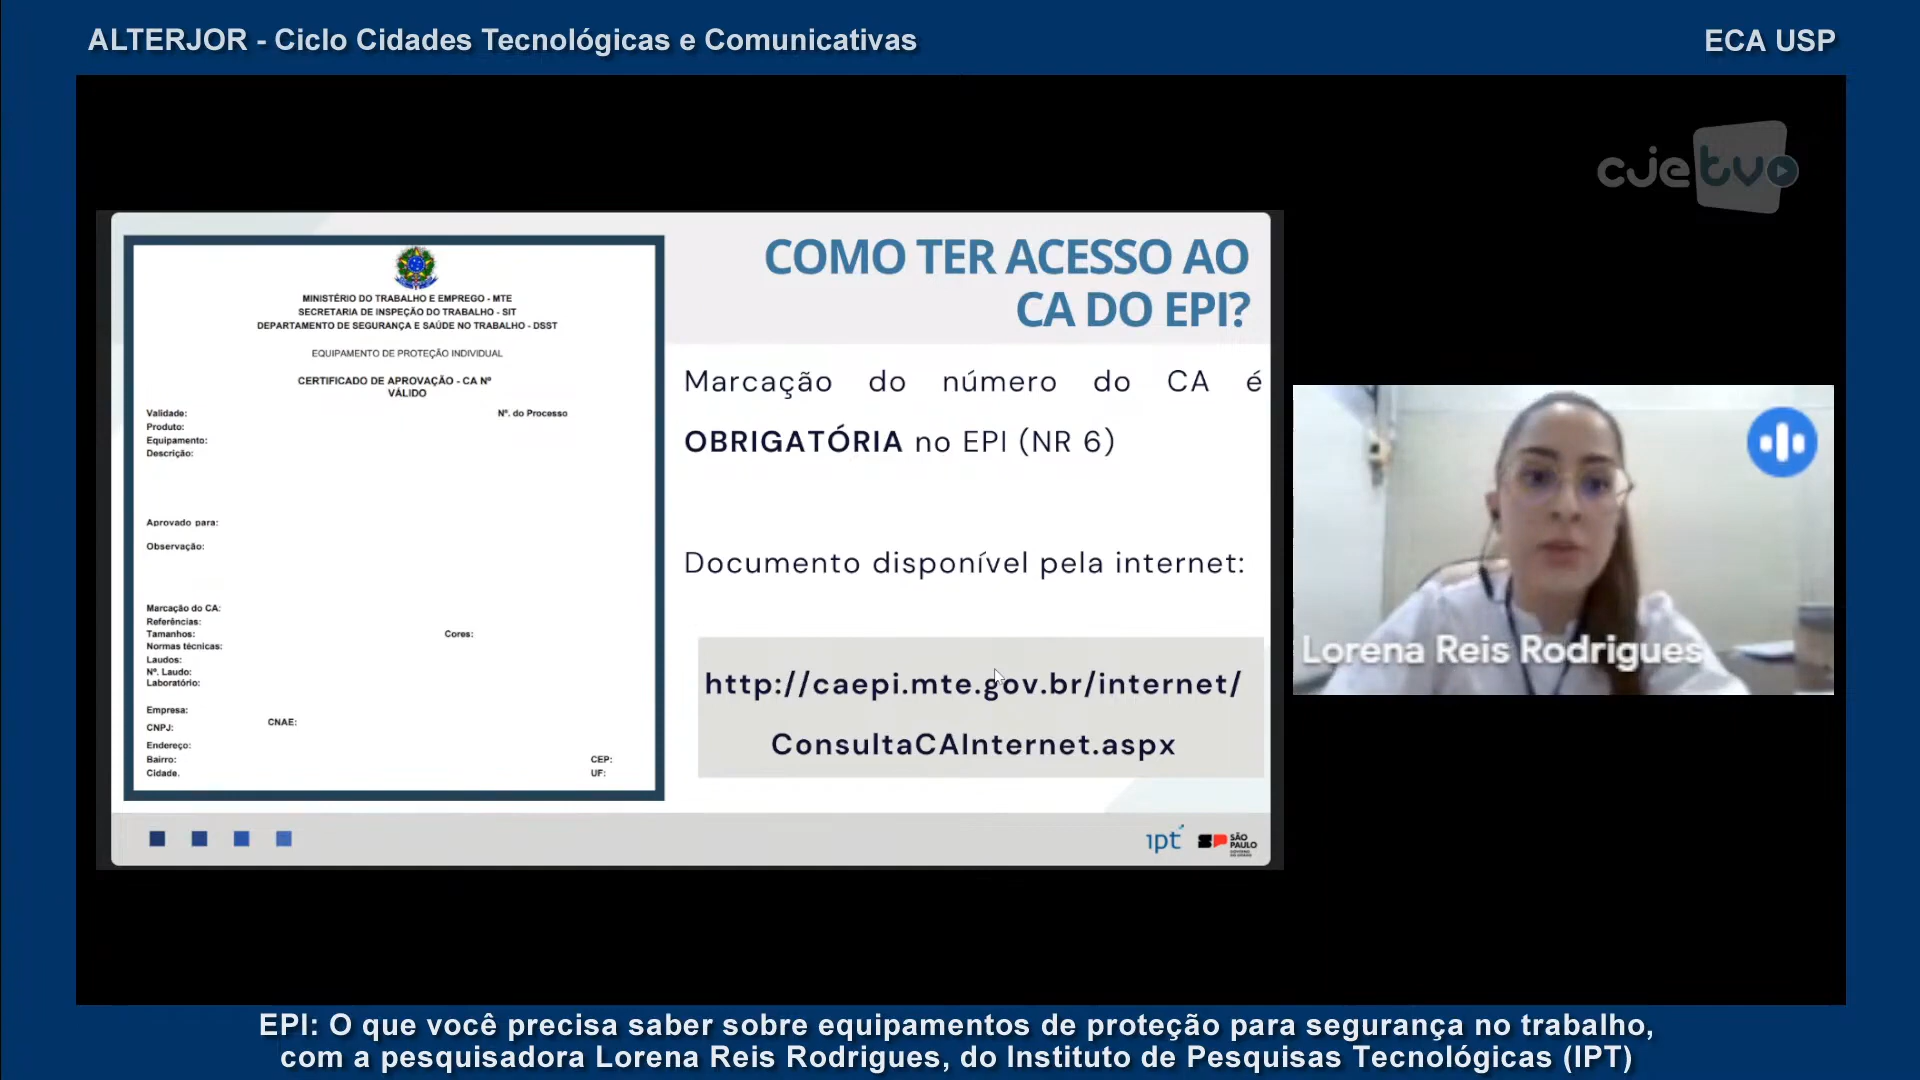 ALTERJOR - Ciclo Cidades Tecnológicas e Comunicativas
ECA USP
cjetvo
COMO TER ACESSO AO
CA DO EPI?
MINISTÉRIO DO TRABALHO E EMPREGO - MTE
SECRETARIA DE INSPEÇÃO DO TRABALHO - SIT
DEPARTAMENTO DE SEGURANÇA E SAÚDE NO TRABALHO - DSST
EQUIPAMENTO DE PROTEÇÃO INDIVIDUAL
CERTIFICADO DE APROVAÇÃO - CA Nº
VÁLIDO
Validade:
Nº. do Processo
Produto:
Equipamento:
Descrição:
Aprovado para:
Observação:
Marcação do CA:
Referências:
Tamanhos:
Cores:
Normas técnicas:
Laudos:
Nº. Laudo:
Laboratório:
Empresa:
CNPJ:
CNAE:
Endereço:
Bairro:
CEP:
Cidade.
UF:
Marcação do número do CA é
OBRIGATÓRIA no EPI (NR 6)
Documento disponível pela internet:
http://caepi.mte.gov.br/internet/
ConsultaCAInternet.aspx
ipt
SP
SÃO
PAULO
Lorena Reis Rodrigues
EPI: O que você precisa saber sobre equipamentos de proteção para segurança no trabalho,
com a pesquisadora Lorena Reis Rodrigues, do Instituto de Pesquisas Tecnológicas (IPT)